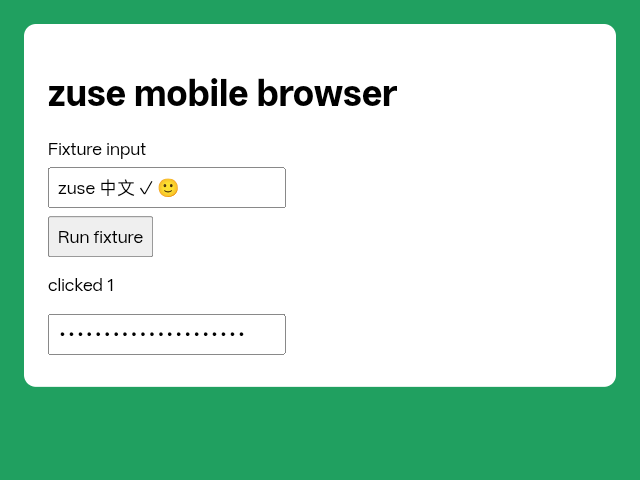 zuse mobile browser
Fixture input
zuse 中文 ✓ 🙂
Run fixture
clicked 1
•••••••••••••••••••••